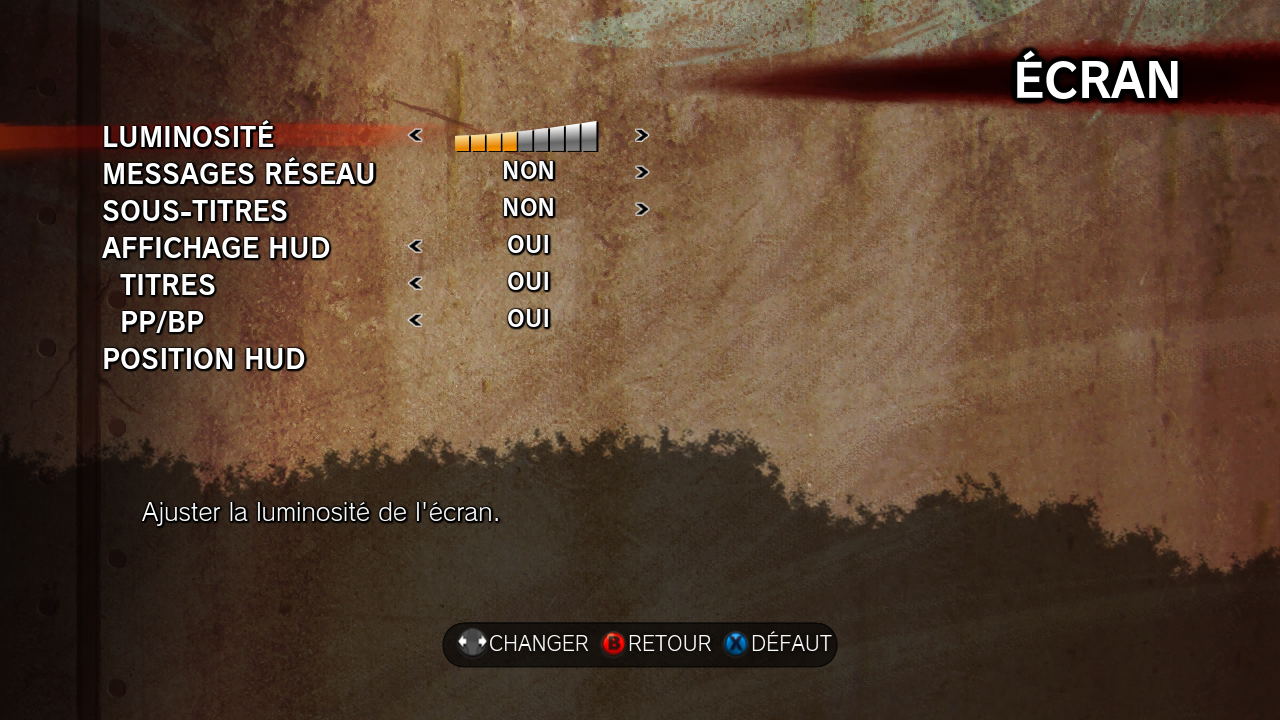 ÉCRAN
LUMINOSITÉ
MESSAGES RÉSEAU NON
SOUS-TITRES NON
AFFICHAGE HUD OUI
TITRES OUI
PP/BP OUI
POSITION HUD
Ajuster la luminosité de l'écran.
CHANGER B RETOUR X DÉFAUT